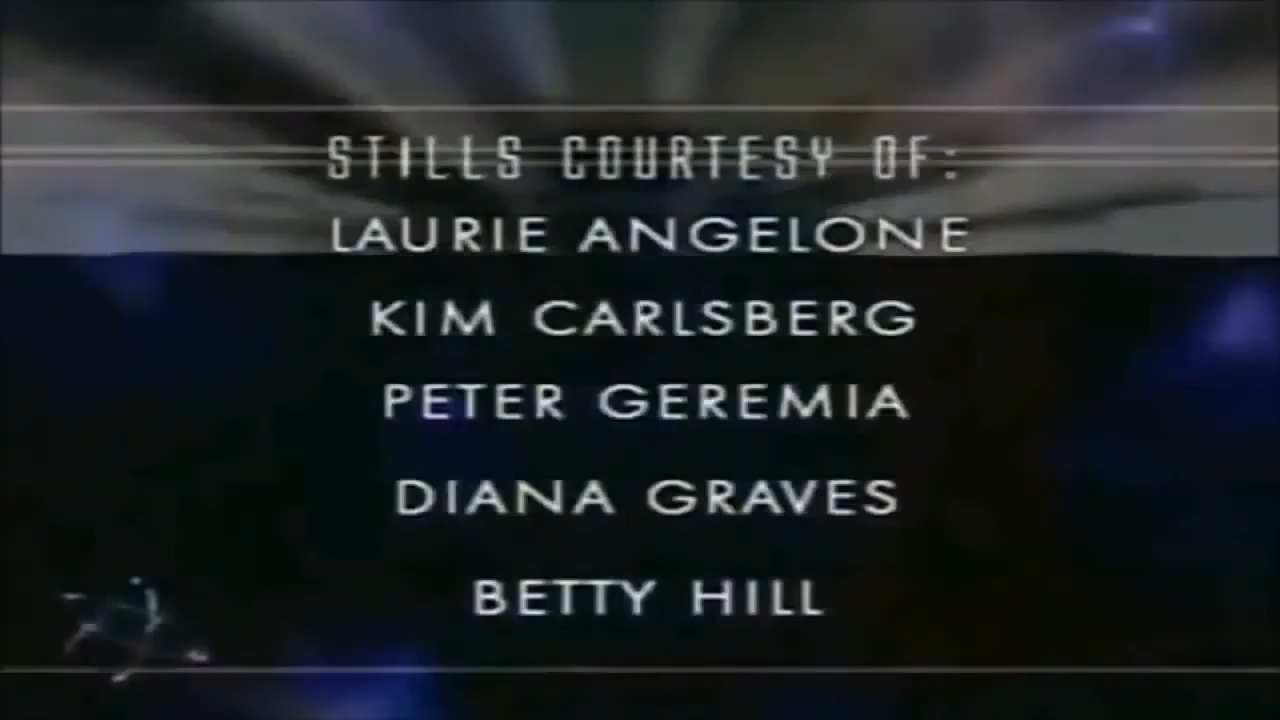 STILLS COURTESY OF:
LAURIE ANGELONE
KIM CARLSBERG
PETER GEREMIA
DIANA GRAVES
BETTY HILL